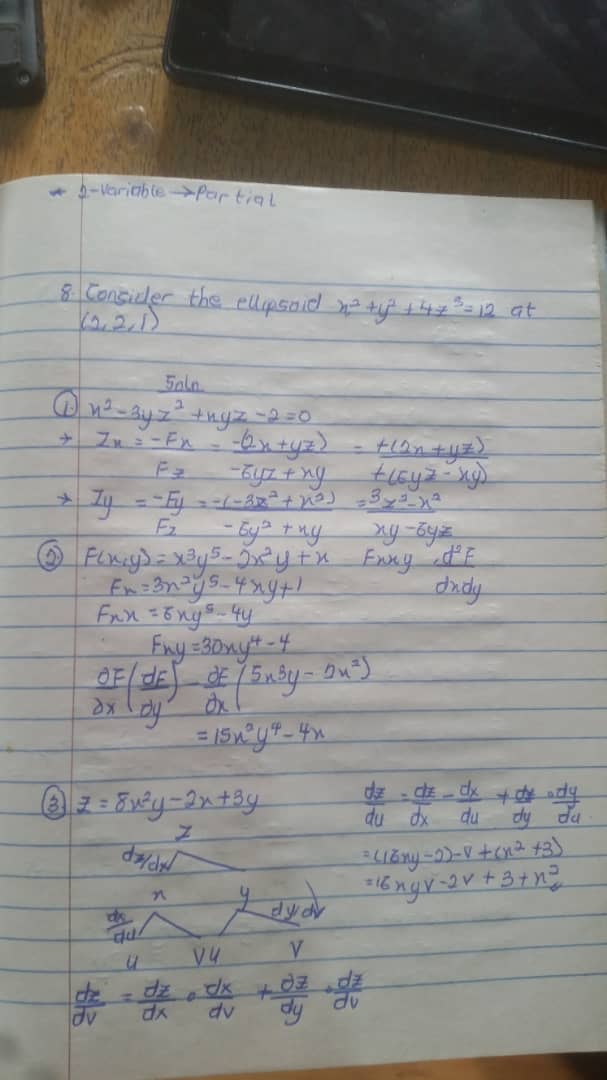 * 2-variable → Partial
8. Consider the ellipsoid x² + y² + 4z³ = 12 at
(2, 2, 1)
Soln
① x² - 3yz² + xyz - 2 = 0
→ Zx = -Fx/Fz = -(2x + yz)/(-6yz + xy) = +(2x + yz)/+(6yz - xy)
→ Zy = -Fy/Fz = -(-3z² + xz)/(-6y² + xy) = 3z² - x²/(xy - 6yz)
② F(x,y) = x³y⁵ - 2x²y + x Fxxy d²F/dxdy
Fx = 3x²y⁵ - 4xy + 1
Fxx = 6xy⁵ - 4y
Fxy = 30xy⁴ - 4
∂F/∂x (dF/dy) - ∂F/∂x (5x³y - 2x²)
= 15x²y⁴ - 4x
③ z = 8x²y - 2x + 3y
z
dz/dx
x y
dx/du dy/dv
u v u v
dz/dv = dz/dx . dx/dv + ∂z/dy . dz/dv
dz/du = dz/dx - dx/du + dz/dy . dy/du
= (16xy - 2) - v + (x² + 3)
= 16xyv - 2v + 3 + x²